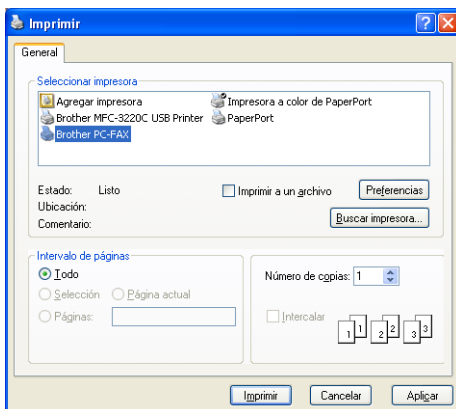 Imprimir
General
Seleccionar impresora
Agregar impresora
Impresora a color de PaperPort
Brother MFC-3220C USB Printer
PaperPort
Brother PC-FAX
Estado: Listo
Imprimir a un archivo
Preferencias
Ubicación:
Comentario:
Buscar impresora...
Intervalo de páginas
Todo
Selección
Página actual
Páginas:
Número de copias: 1
Intercalar
1 1 2 2 3 3
Imprimir
Cancelar
Aplicar